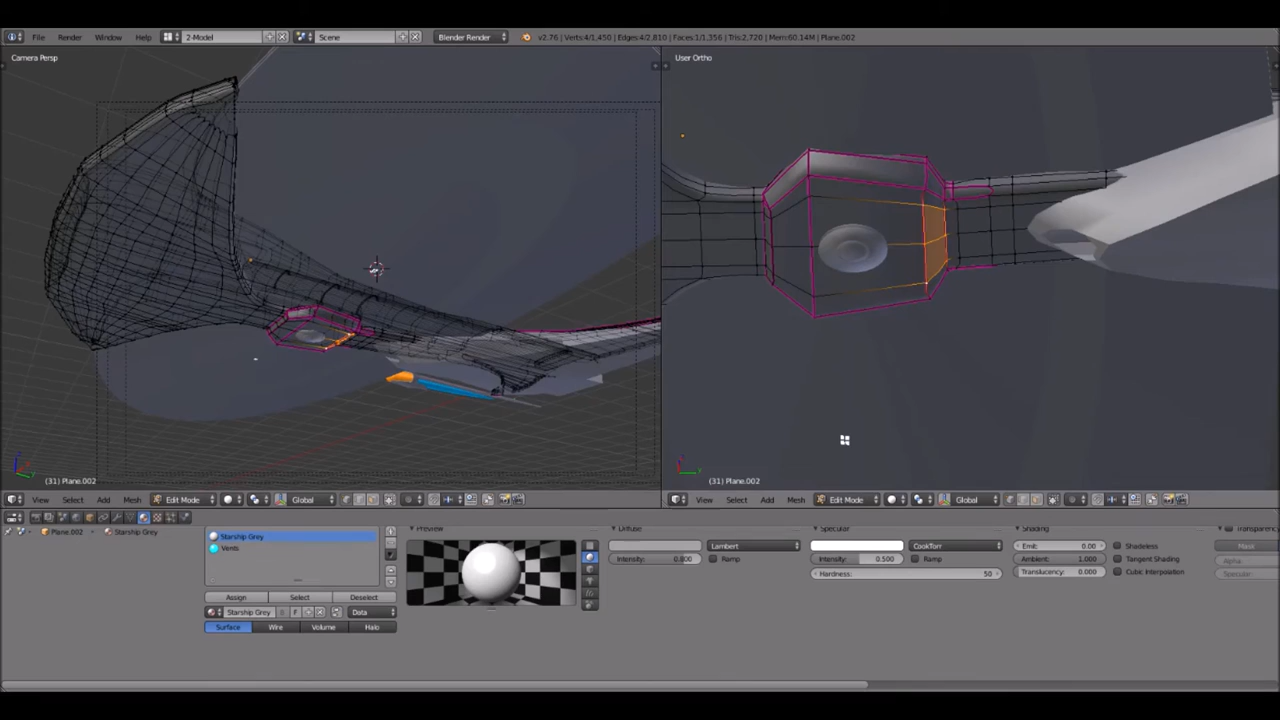 File Render Window Help 2-Model Scene Blender Render v2.76 | Verts:4/1,450 | Edges:4/2,810 | Faces:1/1,356 | Tris:2,720 | Mem:60.14M | Plane.002
Camera Persp
User Ortho
(31) Plane.002
(31) Plane.002
View Select Add Mesh Edit Mode Global
View Select Add Mesh Edit Mode Global
Plane.002 Starship Grey
Starship Grey
Vents
Assign Select Deselect
Starship Grey F Data
Surface Wire Volume Halo
Preview
Diffuse
Lambert
Intensity: 0.800 Ramp
Specular
CookTorr
Intensity: 0.500 Ramp
Hardness: 50
Shading
Emit: 0.00 Shadeless
Ambient: 1.000 Tangent Shading
Translucency: 0.000 Cubic Interpolation
Transparency
Mask
Alpha:
Specular: